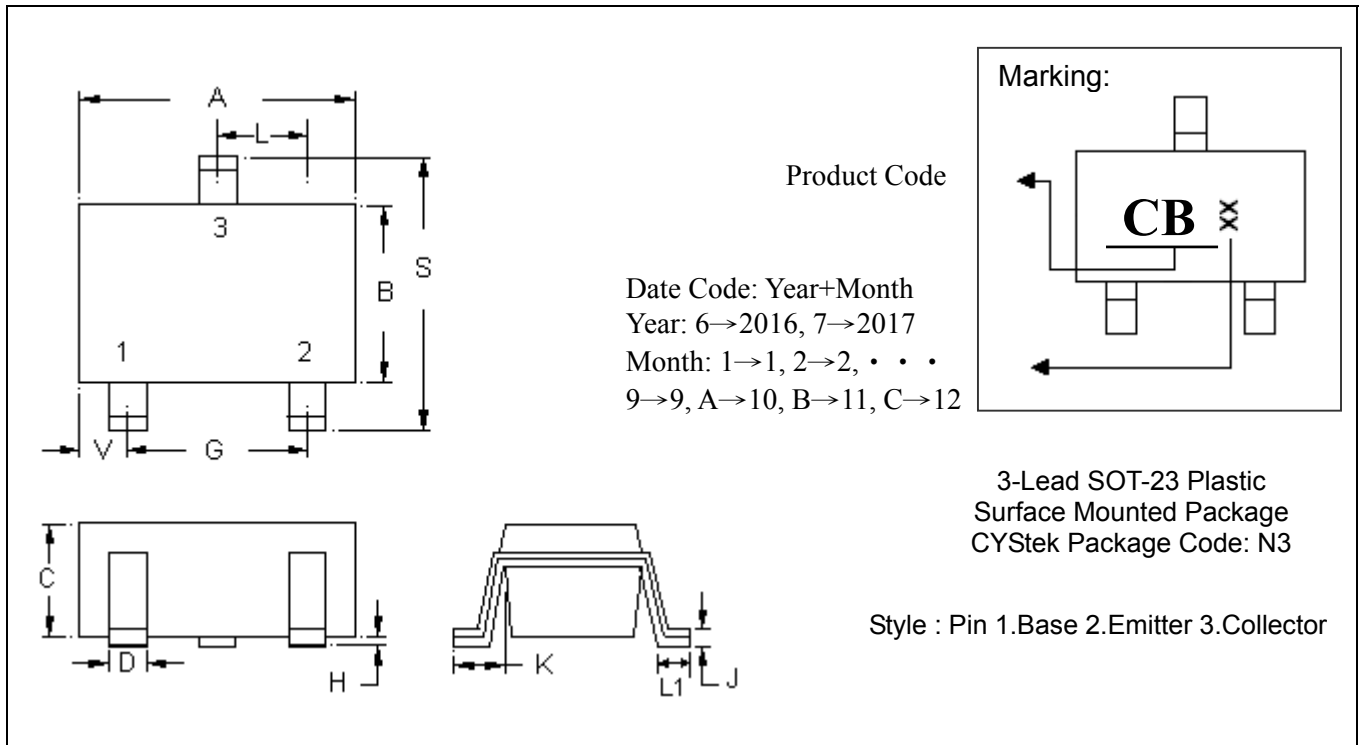 A
L
3
S
B
1
2
V
G
C
D
H
K
L1
J
Marking:
Product Code
CB
XX
Date Code: Year+Month
Year: 6→2016, 7→2017
Month: 1→1, 2→2, ・ ・ ・
9→9, A→10, B→11, C→12
3-Lead SOT-23 Plastic
Surface Mounted Package
CYStek Package Code: N3
Style : Pin 1.Base 2.Emitter 3.Collector